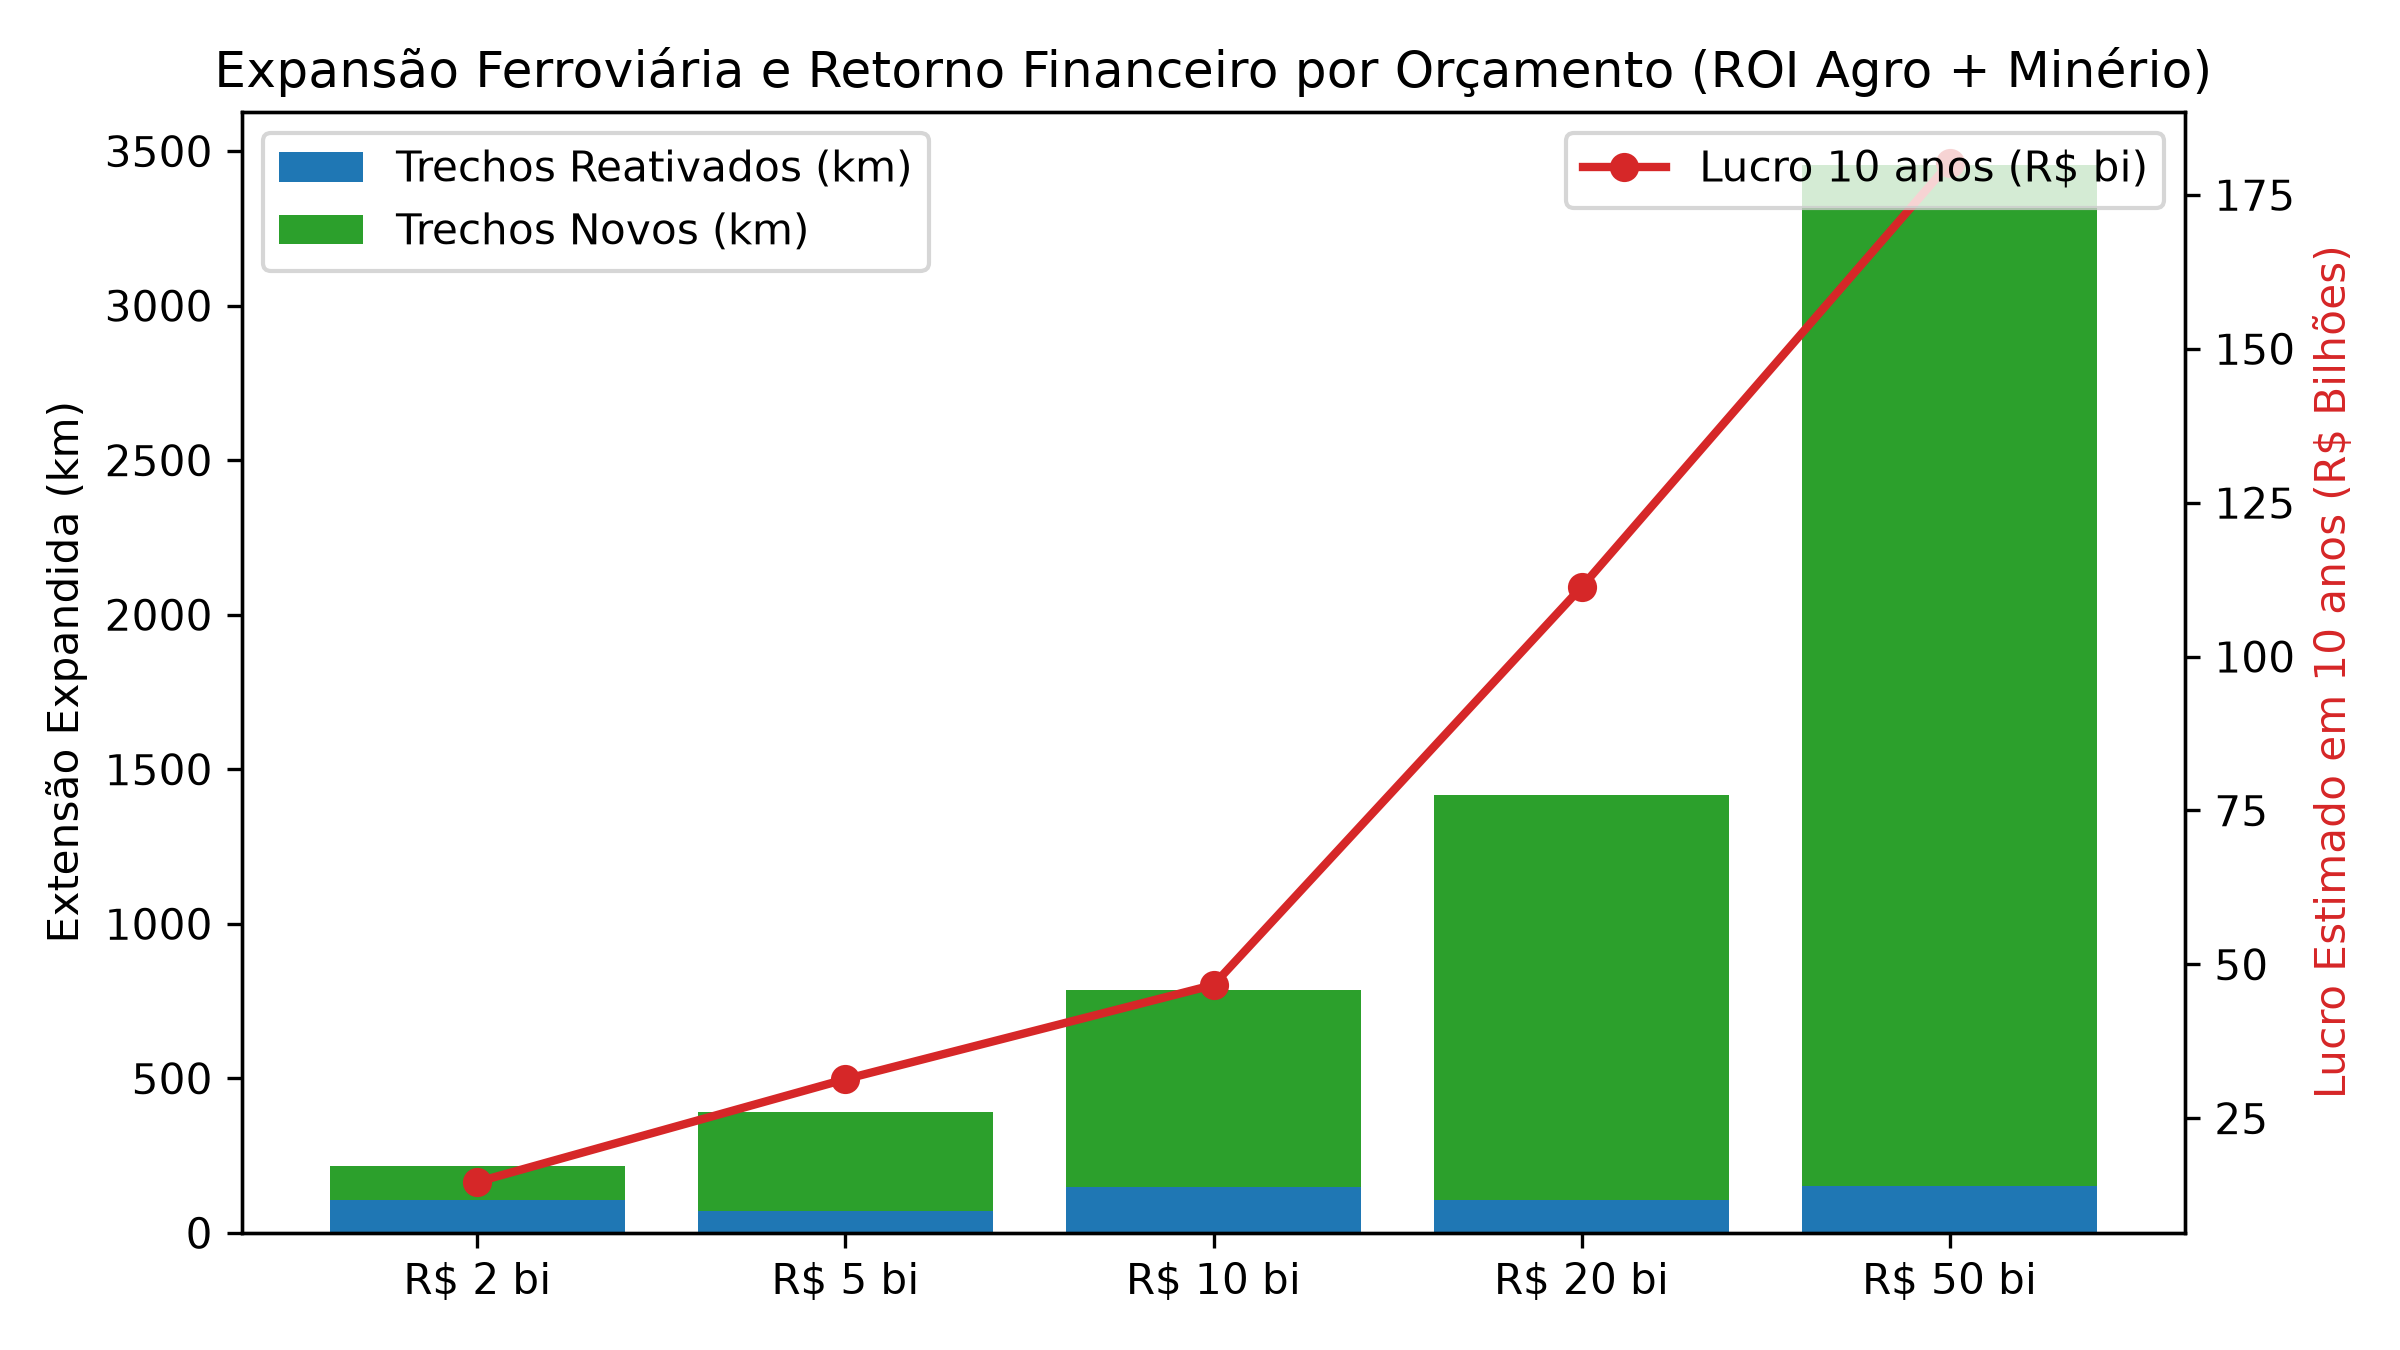 Expansão Ferroviária e Retorno Financeiro por Orçamento (ROI Agro + Minério)
Trechos Reativados (km)
Trechos Novos (km)
Lucro 10 anos (R$ bi)
Extensão Expandida (km)
3500
3000
2500
2000
1500
1000
500
0
175
150
125
100
75
50
25
Lucro Estimado em 10 anos (R$ Bilhões)
R$ 2 bi
R$ 5 bi
R$ 10 bi
R$ 20 bi
R$ 50 bi